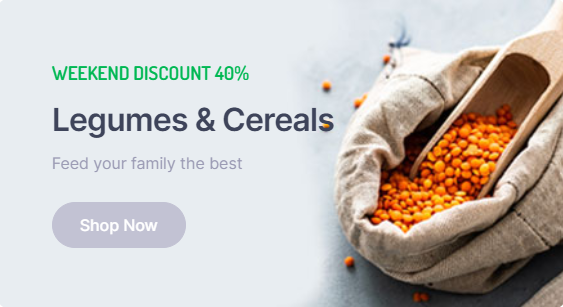 WEEKEND DISCOUNT 40%
Legumes & Cereals
Feed your family the best
Shop Now